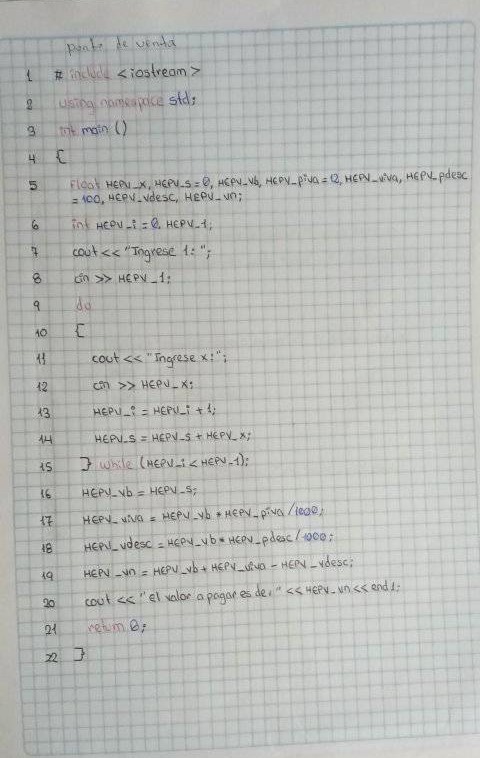 punto de venta
1 # include <iostream>
2 using namespace std;
3 int main ()
4 {
5 float HEPV_x, HEPV_s=0, HEPV_vb, HEPV_piva=12, HEPV_viva, HEPV_pdesc
=100, HEPV_vdesc, HEPV_vn;
6 int HEPV_i=0, HEPV_1;
7 cout << "Ingrese 1: ";
8 cin >> HEPV_1;
9 do
10 {
11 cout << "Ingrese x:";
12 cin >> HEPV_x;
13 HEPV_i = HEPV_i + 1;
14 HEPV_s = HEPV_s + HEPV_x;
15 } while (HEPV_i < HEPV_1);
16 HEPV_vb = HEPV_s;
17 HEPV_viva = HEPV_vb * HEPV_piva /1000;
18 HEPV_vdesc = HEPV_vb * HEPV_pdesc /1000;
19 HEPV_vn = HEPV_vb + HEPV_viva - HEPV_vdesc;
20 cout << "el valor a pagar es de: " << HEPV_vn << end1;
21 return 0;
22 }